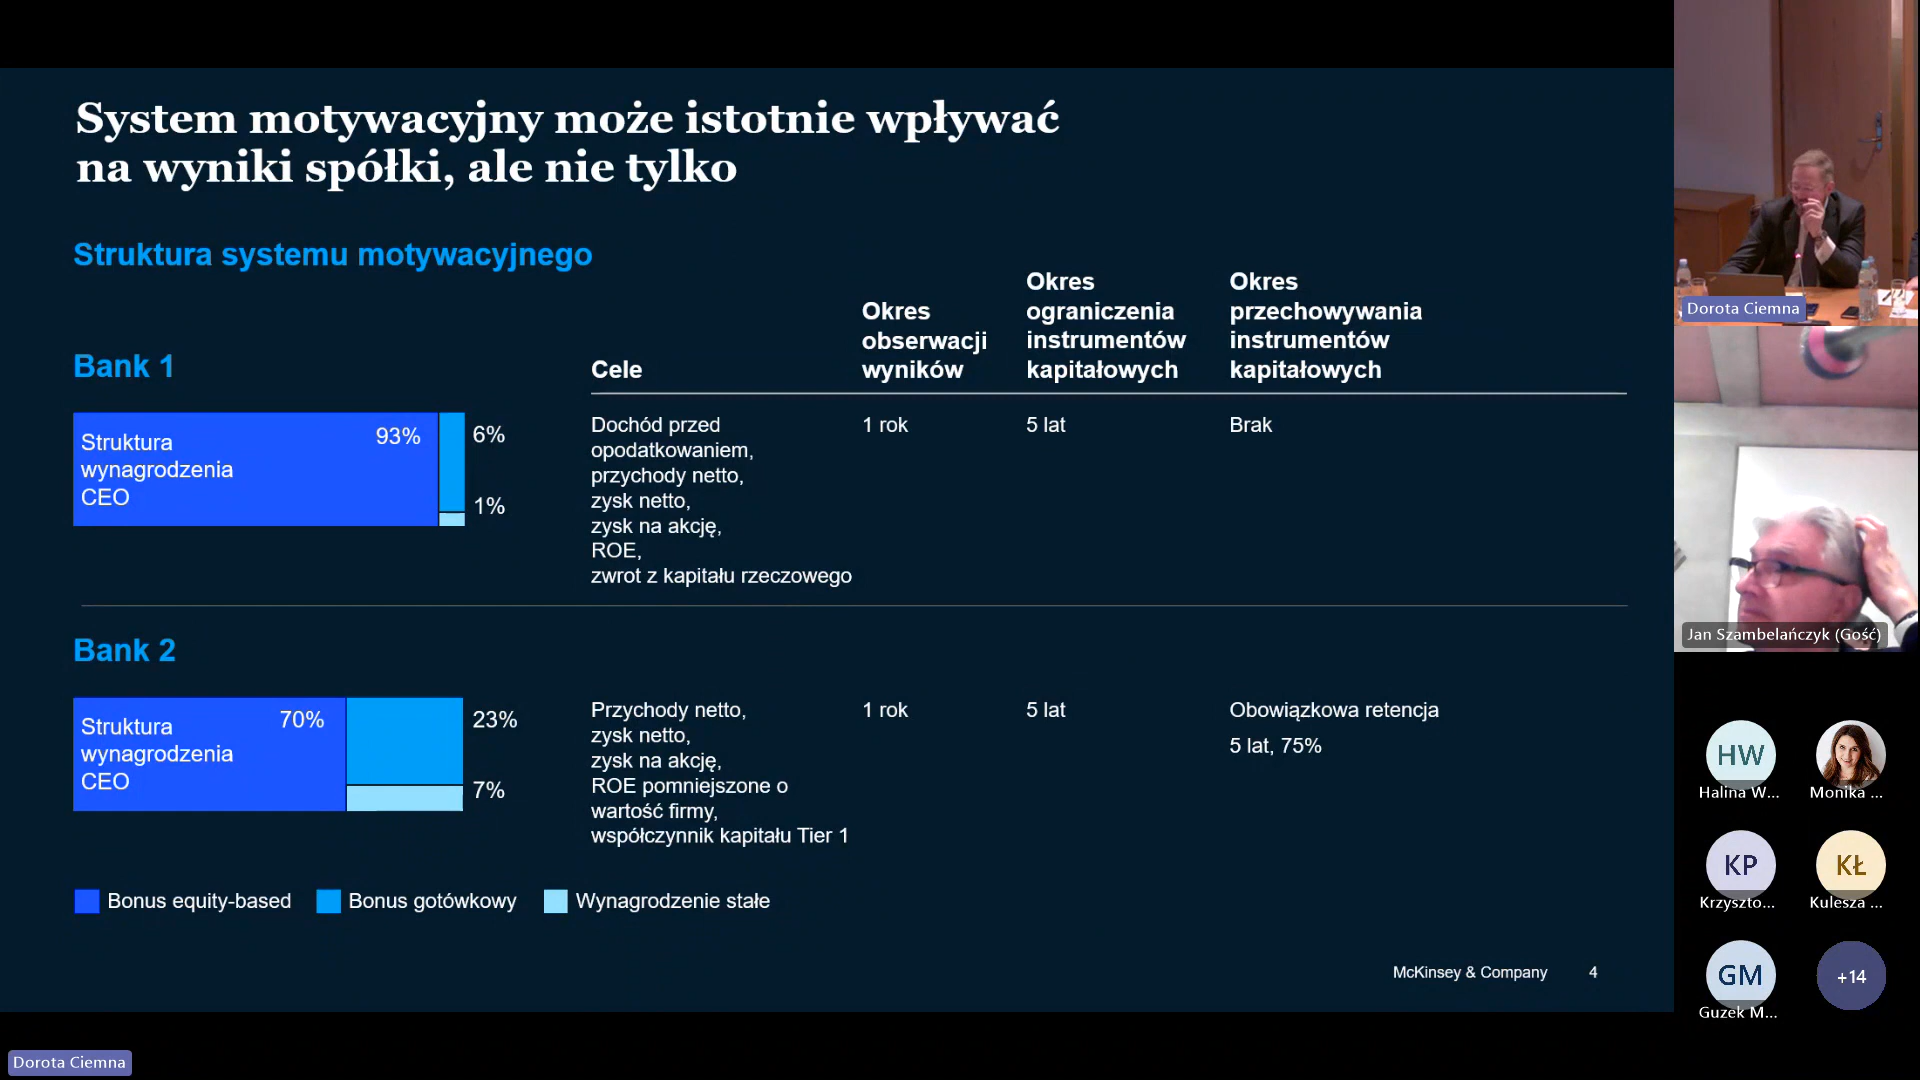 System motywacyjny może istotnie wpływać
na wyniki spółki, ale nie tylko
Struktura systemu motywacyjnego
Bank 1
Cele
Okres
obserwacji
wyników
Okres
ograniczenia
instrumentów
kapitałowych
Okres
przechowywania
instrumentów
kapitałowych
Struktura
wynagrodzenia
CEO
93%
6%
1%
Dochód przed
opodatkowaniem,
przychody netto,
zysk netto,
zysk na akcję,
ROE,
zwrot z kapitału rzeczowego
1 rok
5 lat
Brak
Bank 2
Struktura
wynagrodzenia
CEO
70%
23%
7%
Przychody netto,
zysk netto,
zysk na akcję,
ROE pomniejszone o
wartość firmy,
współczynnik kapitału Tier 1
1 rok
5 lat
Obowiązkowa retencja
5 lat, 75%
Bonus equity-based
Bonus gotówkowy
Wynagrodzenie stałe
McKinsey & Company 4
Dorota Ciemna
Dorota Ciemna
Jan Szambelańczyk (Gość)
HW
Halina W...
Monika ...
KP
Krzyszto...
KŁ
Kulesza ...
GM
Guzek M...
+14